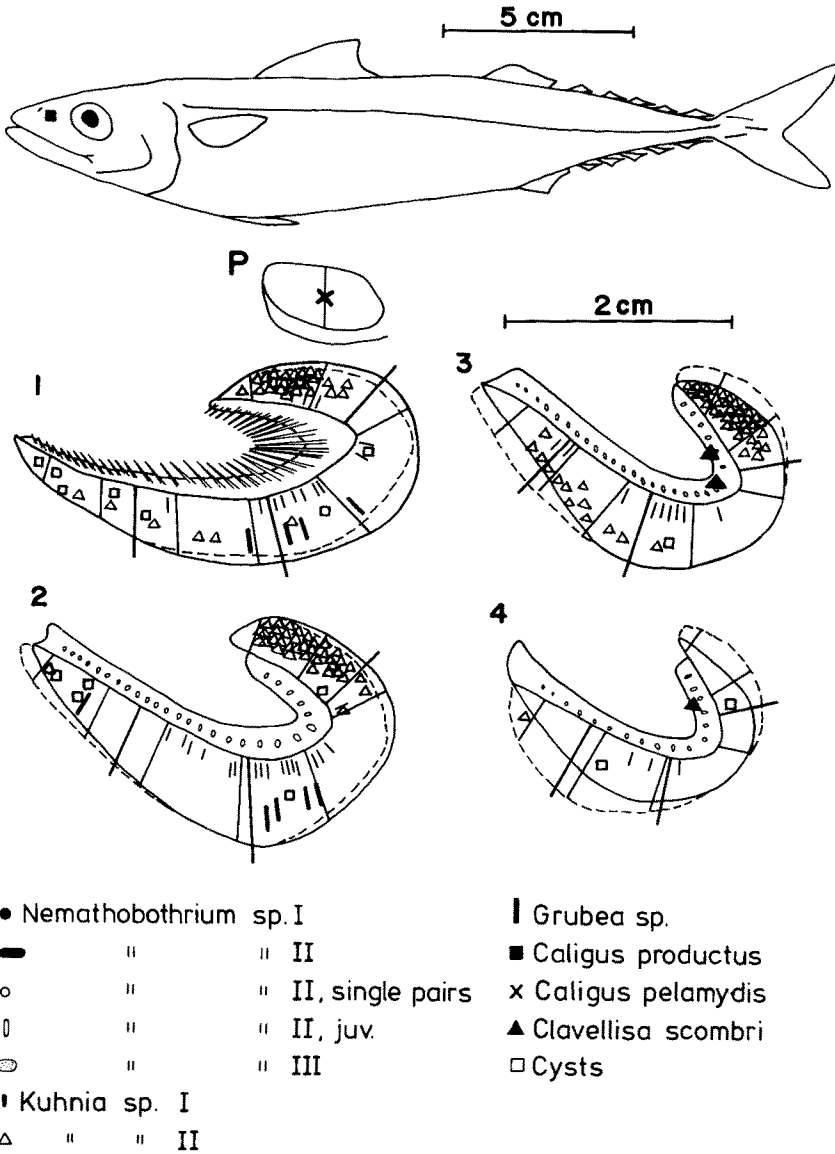 5 cm
P
2 cm
1
3
2
4
Nemathobothrium sp. I
" " II
" " II, single pairs
" " II, juv.
" " III
Kuhnia sp. I
" " II
Grubea sp.
Caligus productus
Caligus pelamydis
Clavellisa scombri
Cysts